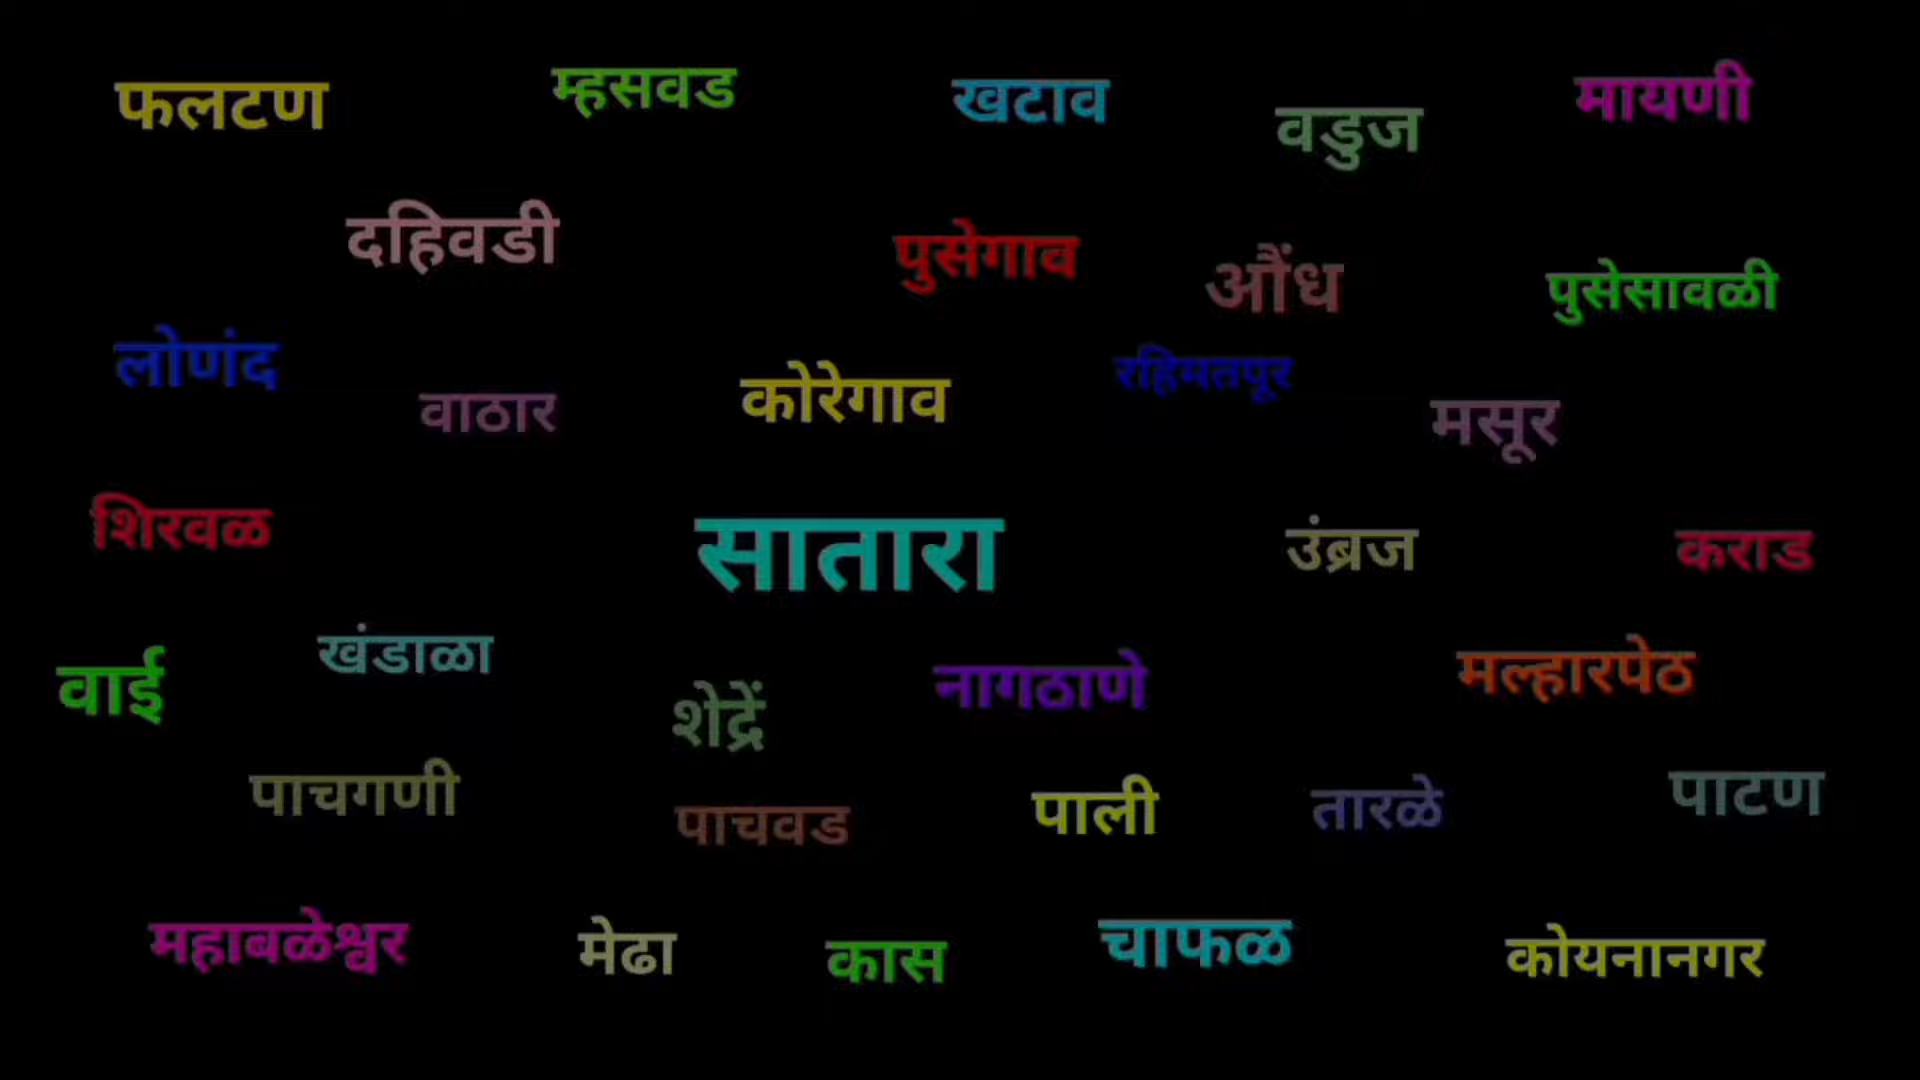 फलटण
म्हसवड
खटाव
वडुज
मायणी
दहिवडी
पुसेगाव
औंध
पुसेसावळी
लोणंद
वाठार
कोरेगाव
रहिमतपूर
मसूर
शिरवळ
सातारा
उंब्रज
कराड
वाई
खंडाळा
शेद्रें
नागठाणे
मल्हारपेठ
पाचगणी
पाचवड
पाली
तारळे
पाटण
महाबळेश्वर
मेढा
कास
चाफळ
कोयनानगर